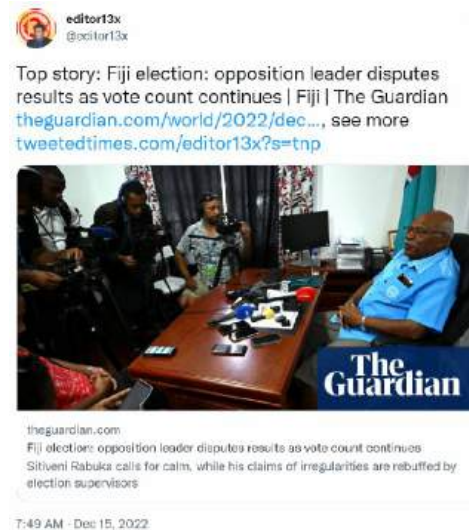 editor13x
@editor13x
Top story: Fiji election: opposition leader disputes
results as vote count continues | Fiji | The Guardian
theguardian.com/world/2022/dec..., see more
tweetedtimes.com/editor13x?s=tnp
The
Guardian
theguardian.com
Fiji election: opposition leader disputes results as vote count continues
Sitiveni Rabuka calls for calm, while his claims of irregularities are rebuffed by
election supervisors
7:49 AM · Dec 15, 2022